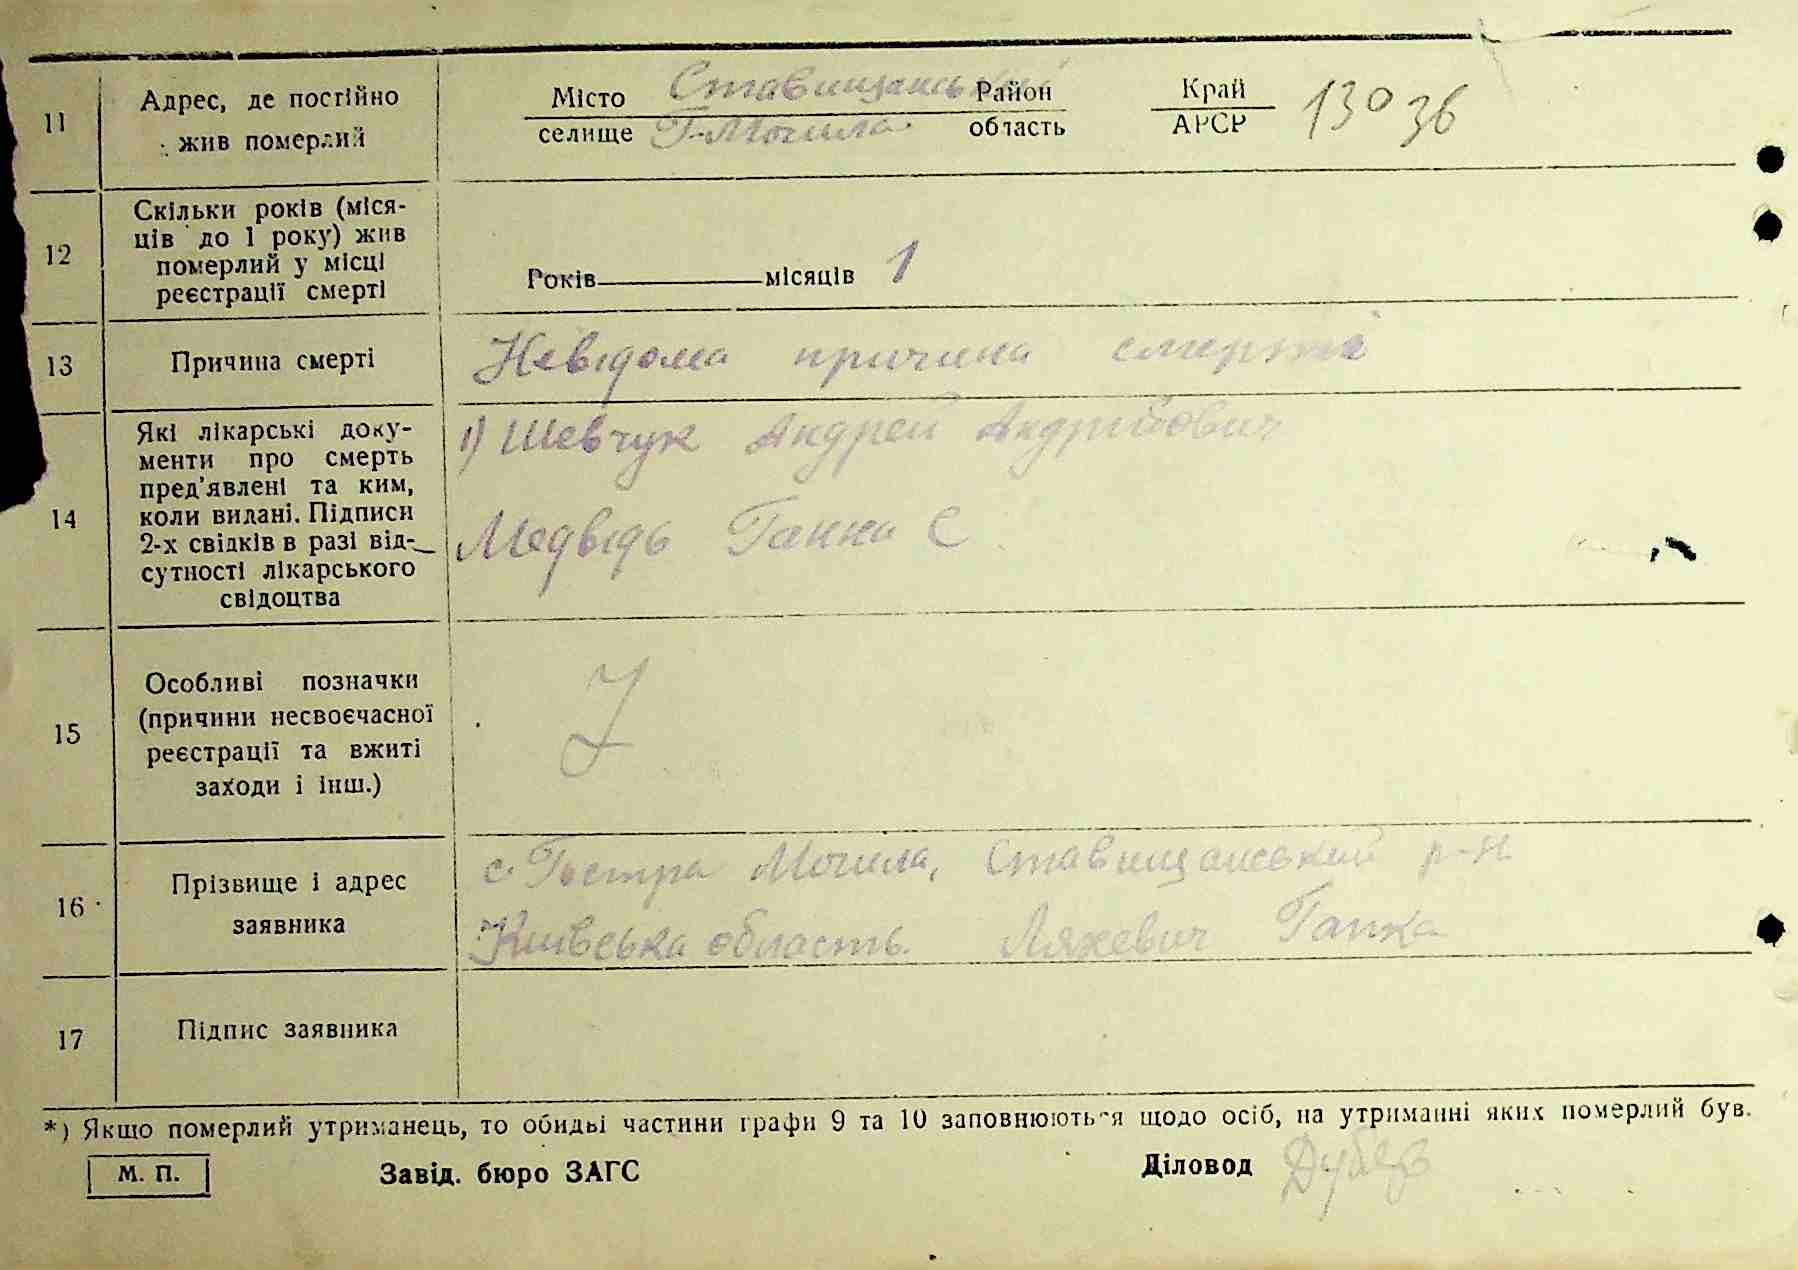 11
Адрес, де постійно
жив померлий
Місто Ставищанський Район Край
селище Г-Могила область АРСР
130 36
12
Скільки років (міся-
ців до 1 року) жив
померлий у місці
реєстрації смерті
Років місяців 1
13
Причина смерті
Невідома причина смерті
14
Які лікарські доку-
менти про смерть
пред'явлені та ким,
коли видані. Підписи
2-х свідків в разі від-
сутності лікарського
свідоцтва
1) Шевчук Андрей Андрійович
Медвідь Ганна Є
15
Особливі позначки
(причини несвоєчасної
реєстрації та вжиті
заходи і інш.)
16
Прізвище і адрес
заявника
с. Гостра Могила, Ставищанський р-н
Київська область. Ляхевич Гапка
17
Підпис заявника
*) Якщо померлий утриманець, то обидві частини графи 9 та 10 заповнюються щодо осіб, на утриманні яких померлий був.
М. П. Завід. бюро ЗАГС Діловод